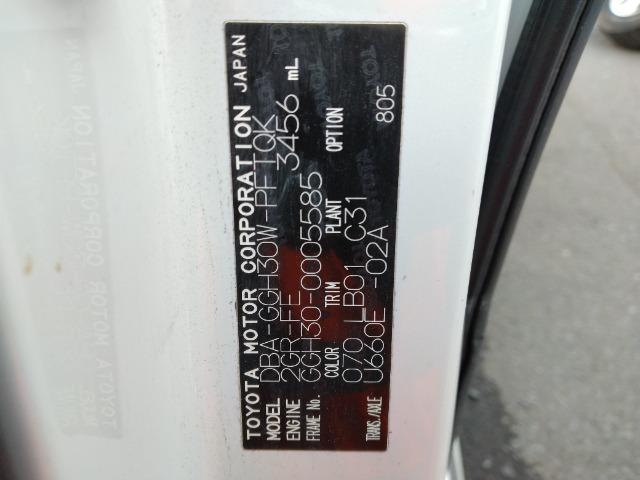 TOYOTA MOTOR CORPORATION JAPAN
MODEL DBA-GGH30W-PFTQK
ENGINE 2GR-FE 3456 mL
FRAME No. GGH30-0005585
COLOR TRIM PLANT OPTION
070 LB01 C31 805
TRANS./AXLE U660E -02A